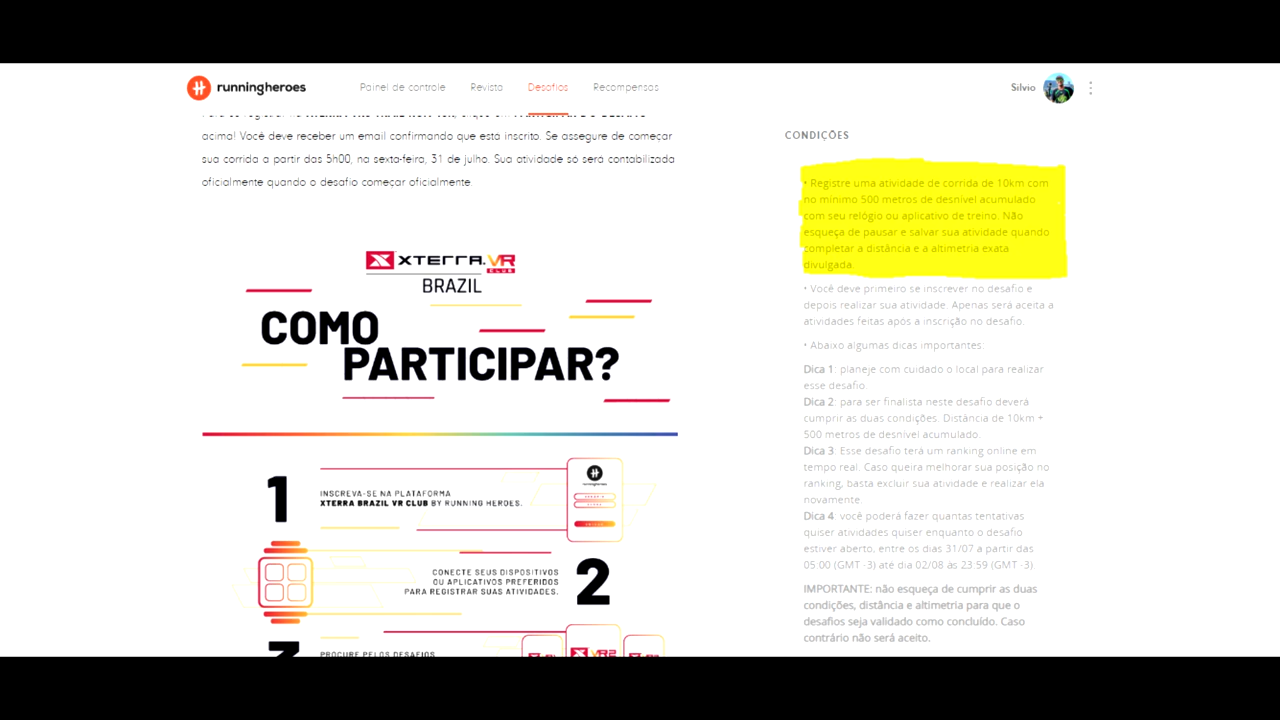 runningheroes
Painel de controle
Revista
Desafios
Recompensas
Silvio
acima! Você deve receber um email confirmando que está inscrito. Se assegure de começar
sua corrida a partir das 5h00, na sexta-feira, 31 de julho. Sua atividade só será contabilizada
oficialmente quando o desafio começar oficialmente.
XTERRA.VR
CLUB
BRAZIL
COMO
PARTICIPAR?
1
INSCREVA-SE NA PLATAFORMA
XTERRA BRAZIL VR CLUB BY RUNNING HEROES.
runningheroes
CONECTE SEUS DISPOSITIVOS
OU APLICATIVOS PREFERIDOS
PARA REGISTRAR SUAS ATIVIDADES.
2
3
PROCURE PELOS DESAFIOS
CONDIÇÕES
• Registre uma atividade de corrida de 10km com
no mínimo 500 metros de desnível acumulado
com seu relógio ou aplicativo de treino. Não
esqueça de pausar e salvar sua atividade quando
completar a distância e a altimetria exata
divulgada.
• Você deve primeiro se inscrever no desafio e
depois realizar sua atividade. Apenas será aceita a
atividades feitas após a inscrição no desafio.
• Abaixo algumas dicas importantes:
Dica 1: planeje com cuidado o local para realizar
esse desafio.
Dica 2: para ser finalista neste desafio deverá
cumprir as duas condições. Distância de 10km +
500 metros de desnível acumulado.
Dica 3: Esse desafio terá um ranking online em
tempo real. Caso queira melhorar sua posição no
ranking, basta excluir sua atividade e realizar ela
novamente.
Dica 4: você poderá fazer quantas tentativas
quiser atividades quiser enquanto o desafio
estiver aberto, entre os dias 31/07 a partir das
05:00 (GMT -3) até dia 02/08 às 23:59 (GMT -3)
IMPORTANTE: não esqueça de cumprir as duas
condições, distância e altimetria para que o
desafios seja validado como concluído. Caso
contrário não será aceito.